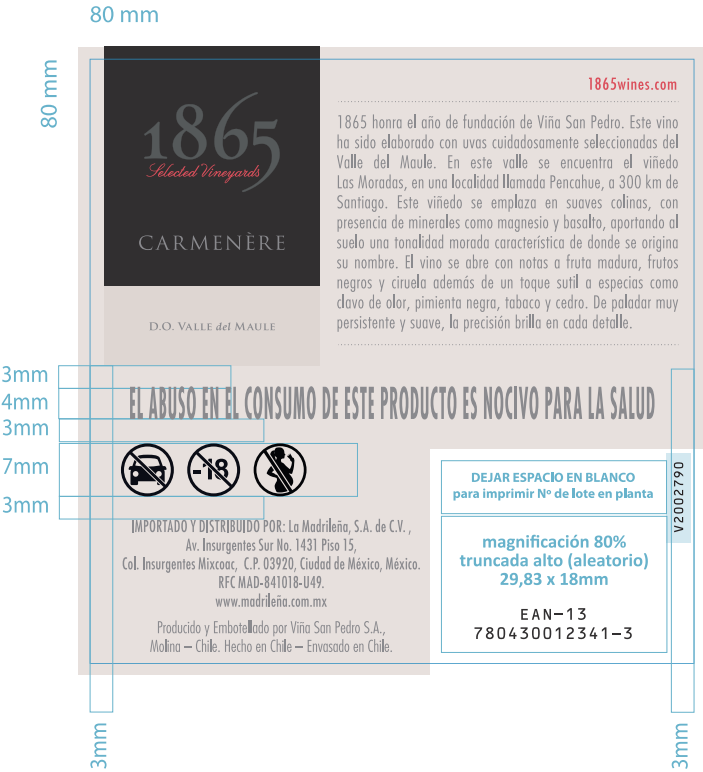 80 mm
80 mm
1865
Selected Vineyards
CARMENÈRE
D.O. VALLE del MAULE
1865wines.com
1865 honra el año de fundación de Viña San Pedro. Este vino
ha sido elaborado con uvas cuidadosamente seleccionadas del
Valle del Maule. En este valle se encuentra el viñedo
Las Moradas, en una localidad llamada Pencahue, a 300 km de
Santiago. Este viñedo se emplaza en suaves colinas, con
presencia de minerales como magnesio y basalto, aportando al
suelo una tonalidad morada característica de donde se origina
su nombre. El vino se abre con notas a fruta madura, frutos
negros y ciruela además de un toque sutil a especias como
clavo de olor, pimienta negra, tabaco y cedro. De paladar muy
persistente y suave, la precisión brilla en cada detalle.
3mm
4mm
3mm
7mm
3mm
EL ABUSO EN EL CONSUMO DE ESTE PRODUCTO ES NOCIVO PARA LA SALUD
-18
IMPORTADO Y DISTRIBUIDO POR: La Madrileña, S.A. de C.V. ,
Av. Insurgentes Sur No. 1431 Piso 15,
Col. Insurgentes Mixcoac, C.P. 03920, Ciudad de México, México.
RFC MAD-841018-U49.
www.madrileña.com.mx
Producido y Embotellado por Viña San Pedro S.A.,
Molina – Chile. Hecho en Chile – Envasado en Chile.
DEJAR ESPACIO EN BLANCO
para imprimir Nº de lote en planta
V2002790
magnificación 80%
truncada alto (aleatorio)
29,83 x 18mm
EAN-13
780430012341-3
3mm
3mm